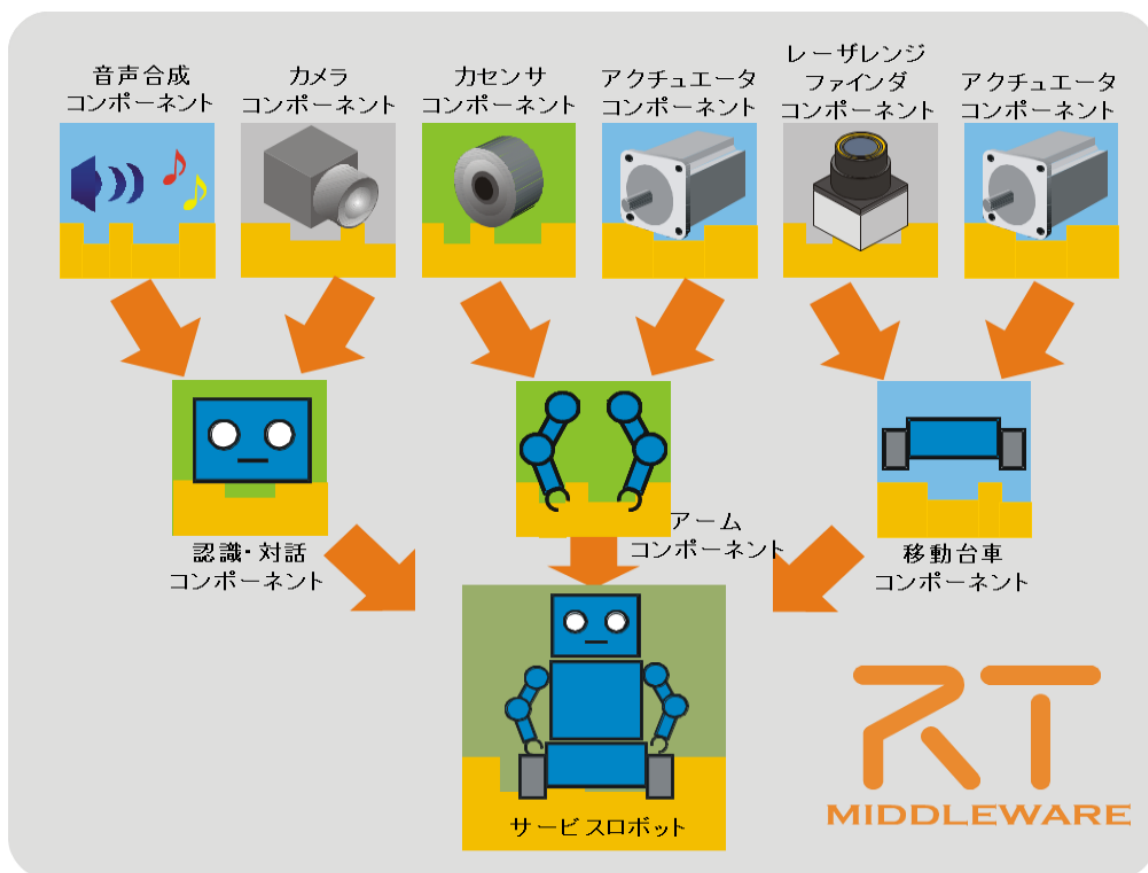 音声合成
コンポーネント
カメラ
コンポーネント
力センサ
コンポーネント
アクチュエータ
コンポーネント
レーザレンジ
ファインダ
コンポーネント
アクチュエータ
コンポーネント
認識・対話
コンポーネント
アーム
コンポーネント
移動台車
コンポーネント
サービスロボット
RT
MIDDLEWARE